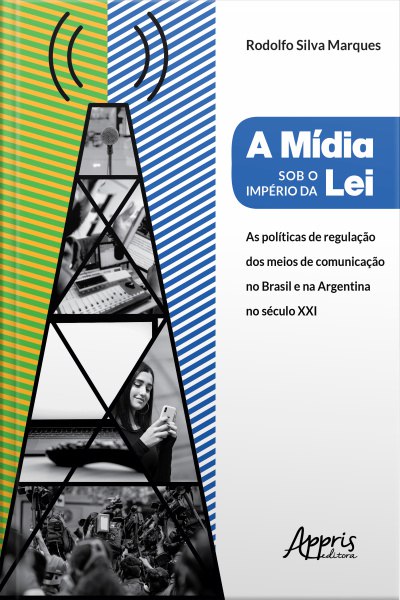 Rodolfo Silva Marques
A Mídia
SOB O
IMPÉRIO DA Lei
As políticas de regulação
dos meios de comunicação
no Brasil e na Argentina
no século XXI
Appris
editora